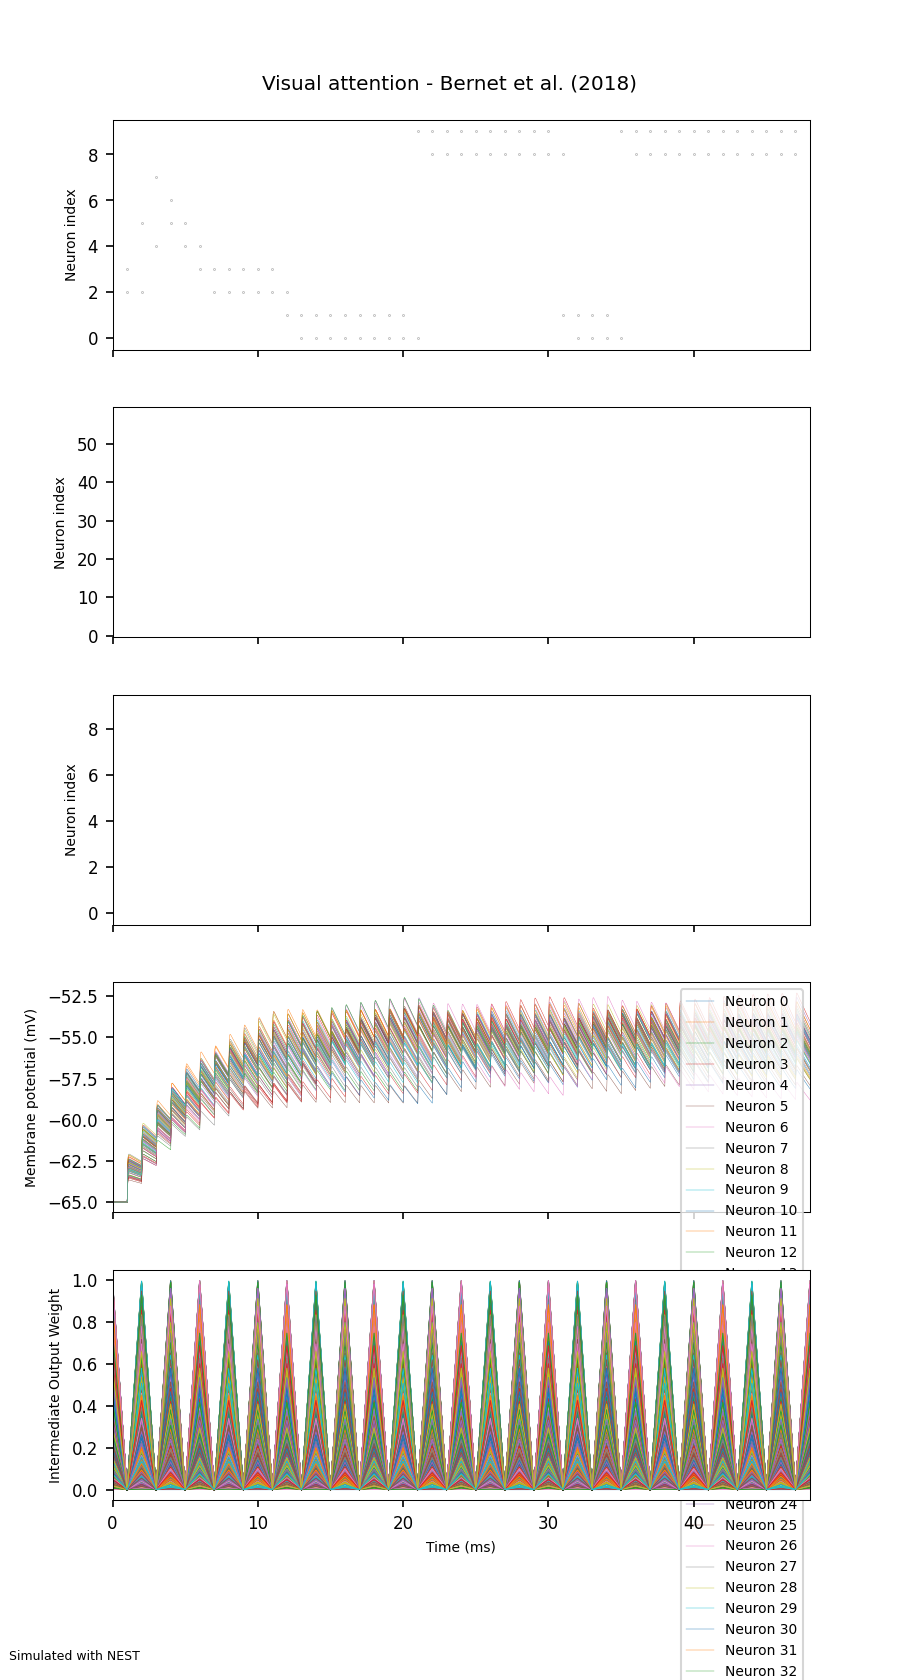 Visual attention - Bernet et al. (2018)
Neuron index
8
6
4
2
0
Neuron index
50
40
30
20
10
0
Neuron index
8
6
4
2
0
Membrane potential (mV)
−52.5
−55.0
−57.5
−60.0
−62.5
−65.0
Neuron 0
Neuron 1
Neuron 2
Neuron 3
Neuron 4
Neuron 5
Neuron 6
Neuron 7
Neuron 8
Neuron 9
Neuron 10
Neuron 11
Neuron 12
Intermediate Output Weight
1.0
0.8
0.6
0.4
0.2
0.0
0 10 20 30 40
Time (ms)
Neuron 24
Neuron 25
Neuron 26
Neuron 27
Neuron 28
Neuron 29
Neuron 30
Neuron 31
Neuron 32
Simulated with NEST